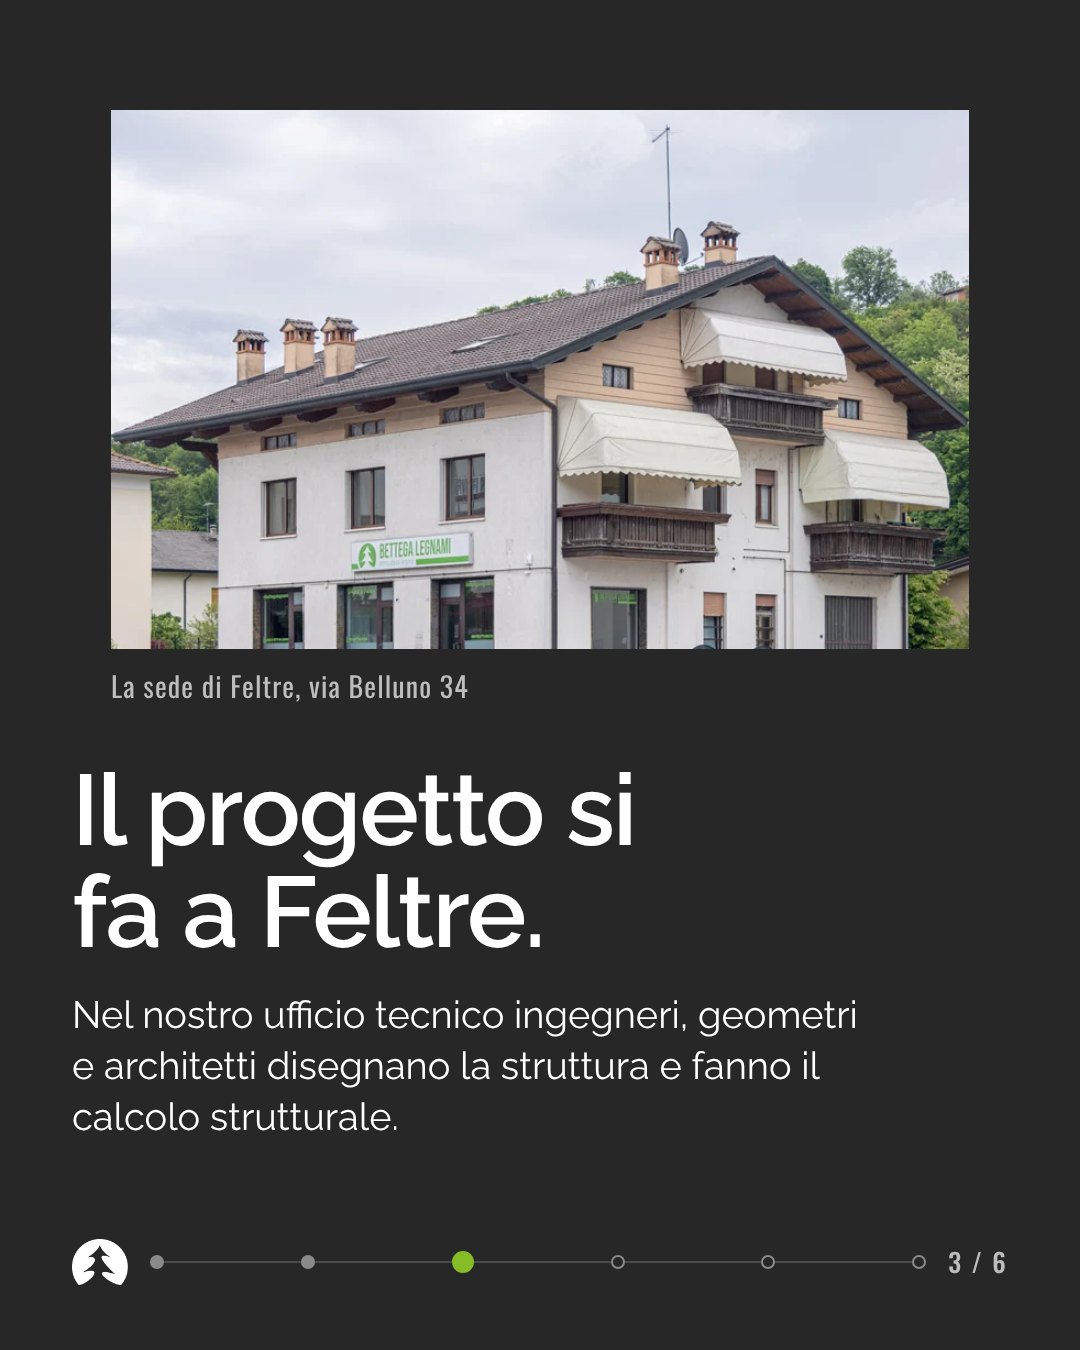 BETTEGA LEGNAMI
La sede di Feltre, via Belluno 34
Il progetto si
fa a Feltre.
Nel nostro ufficio tecnico ingegneri, geometri
e architetti disegnano la struttura e fanno il
calcolo strutturale.
3 / 6